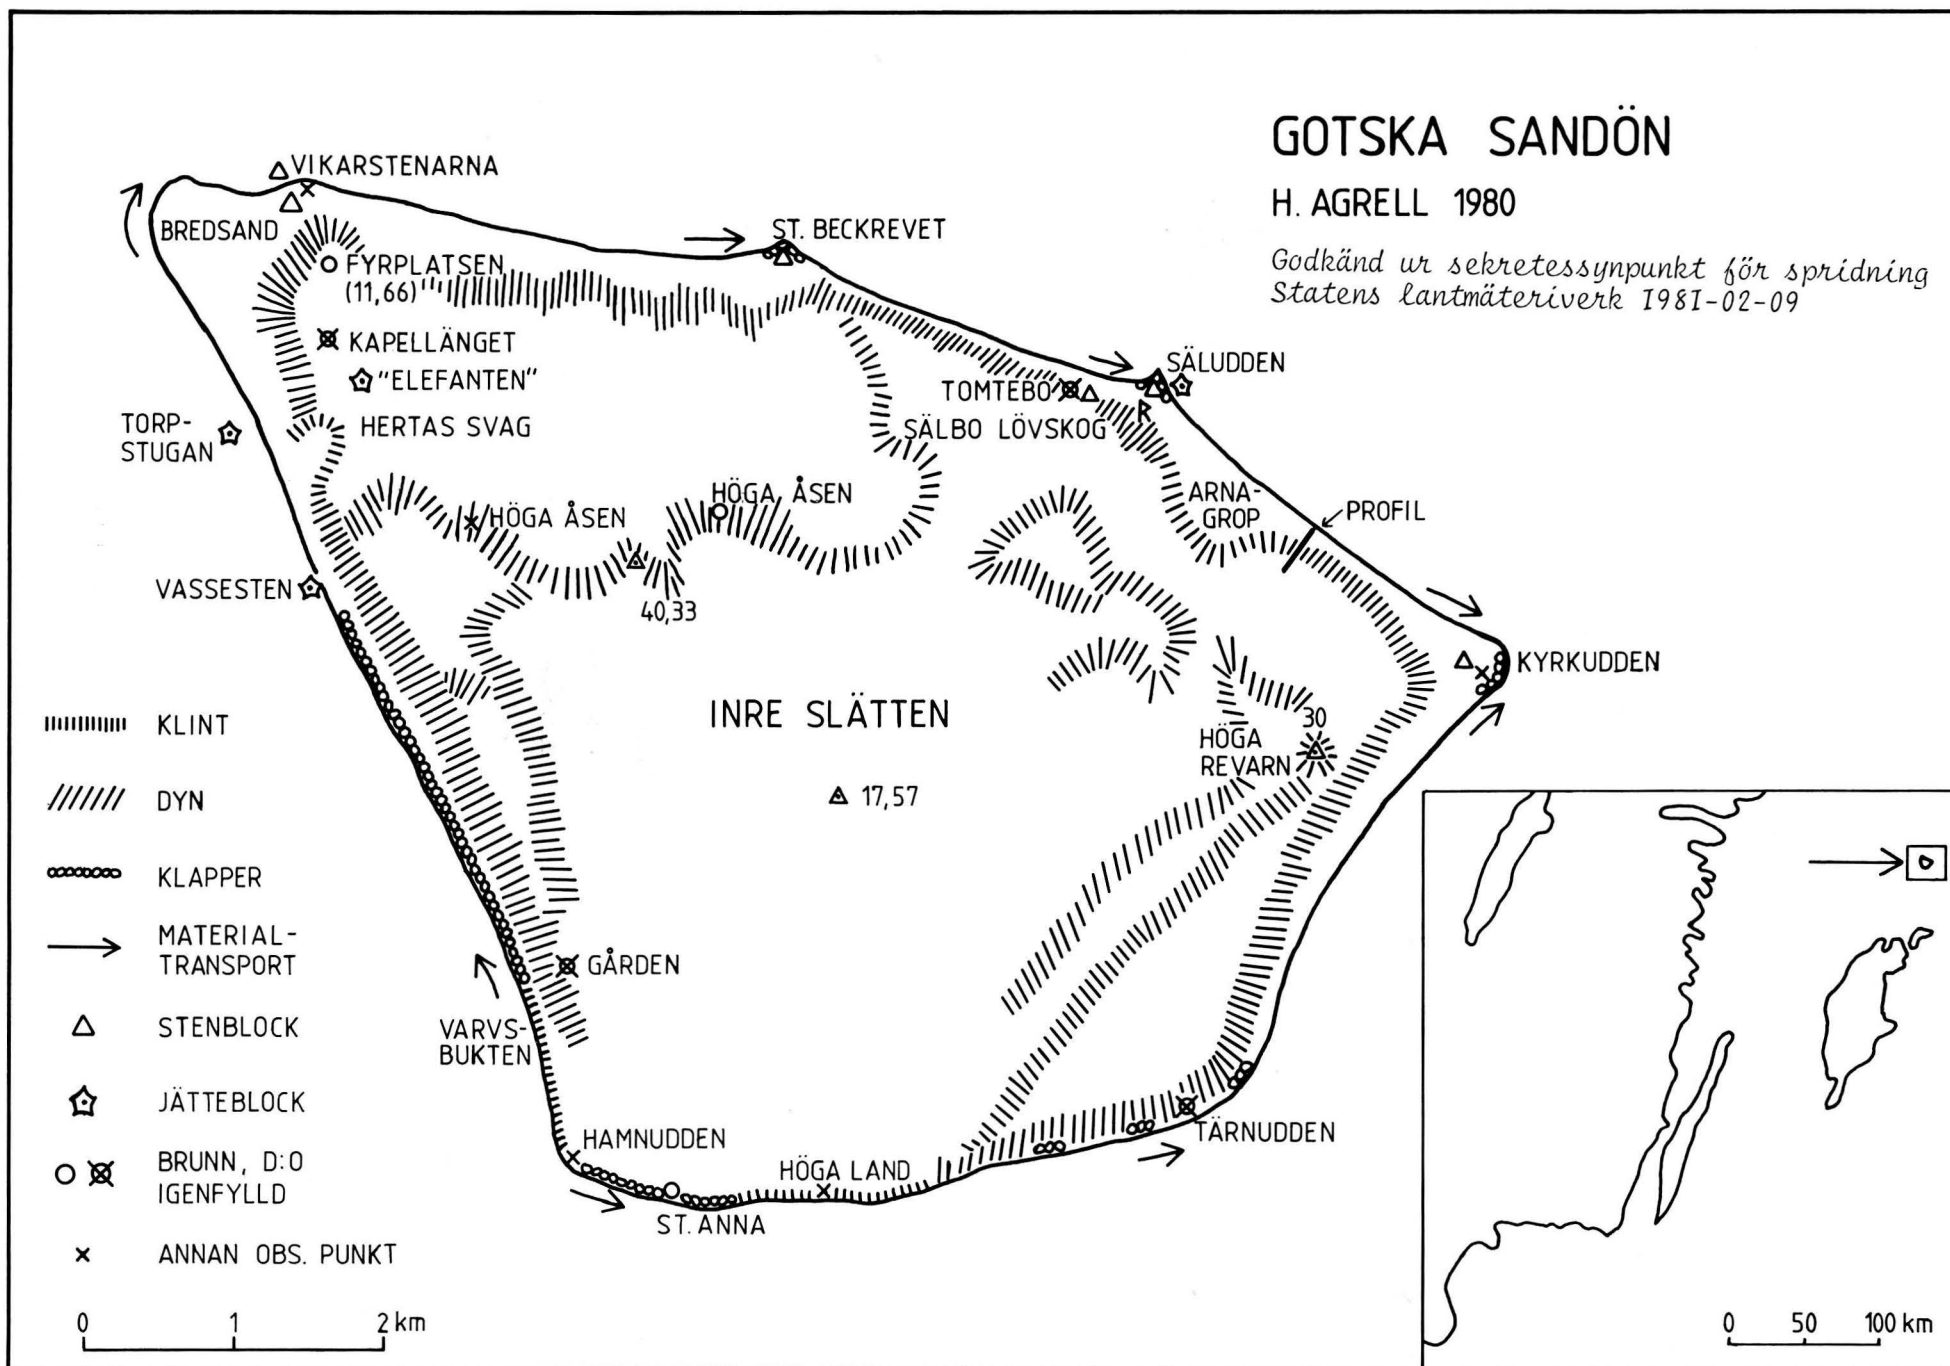 GOTSKA SANDÖN
H. AGRELL 1980
Godkänd ur sekretessynpunkt för spridning
Statens lantmäteriverk 1981-02-09
VIKARSTENARNA
BREDSAND
ST. BECKREVET
FYRPLATSEN
(11,66)
KAPELLÄNGET
"ELEFANTEN"
SÄLUDDEN
TOMTEBO
R
TORP-
STUGAN
HERTAS SVAG
SÄLBO LÖVSKOG
HÖGA ÅSEN
HÖGA ÅSEN
ARNA-
GROP
PROFIL
VASSESTEN
40,33
KYRKUDDEN
INRE SLÄTTEN
30
HÖGA
REVARN
17,57
GÅRDEN
VARVS-
BUKTEN
HAMNUDDEN
TÄRNUDDEN
HÖGA LAND
ST. ANNA
KLINT
DYN
KLAPPER
MATERIAL-
TRANSPORT
STENBLOCK
JÄTTEBLOCK
BRUNN, D:O
IGENFYLLD
ANNAN OBS. PUNKT
0 1 2 km
0 50 100 km